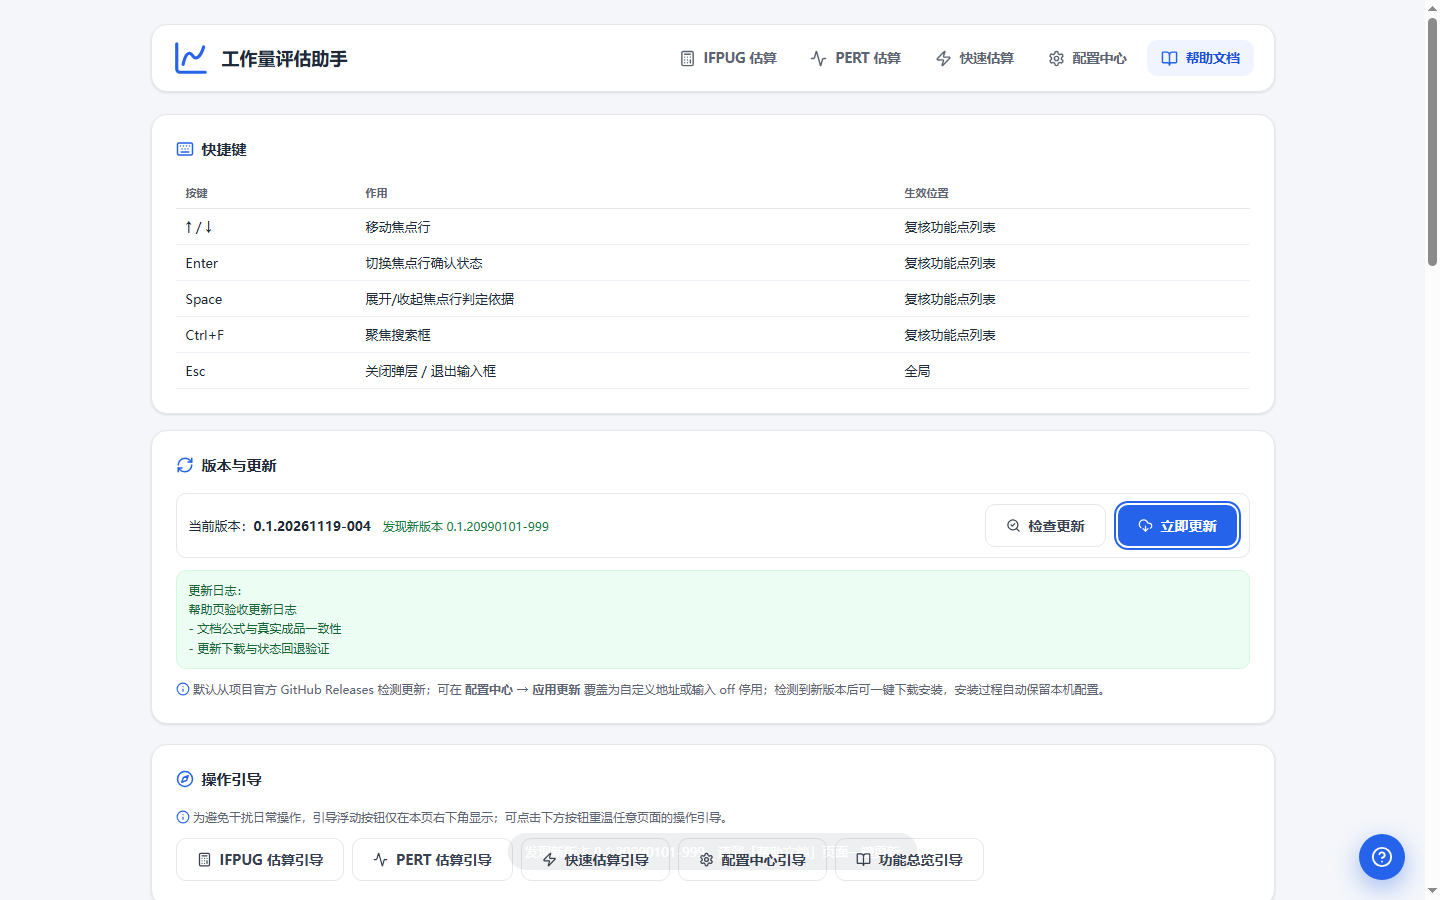 工作量评估助手
IFPUG 估算
PERT 估算
快速估算
配置中心
帮助文档
快捷键
按键 作用 生效位置
↑ / ↓ 移动焦点行 复核功能点列表
Enter 切换焦点行确认状态 复核功能点列表
Space 展开/收起焦点行判定依据 复核功能点列表
Ctrl+F 聚焦搜索框 复核功能点列表
Esc 关闭弹层 / 退出输入框 全局
版本与更新
当前版本：0.1.20261119-004 发现新版本 0.1.20990101-999
检查更新
立即更新
更新日志：
帮助页验收更新日志
- 文档公式与真实成品一致性
- 更新下载与状态回退验证
默认从项目官方 GitHub Releases 检测更新；可在 配置中心 → 应用更新 覆盖为自定义地址或输入 off 停用；检测到新版本后可一键下载安装，安装过程自动保留本机配置。
操作引导
为避免干扰日常操作，引导浮动按钮仅在本页右下角显示；可点击下方按钮重温任意页面的操作引导。
IFPUG 估算引导
PERT 估算引导
快速估算引导
配置中心引导
功能总览引导
发现新版本 0.1.20990101-999